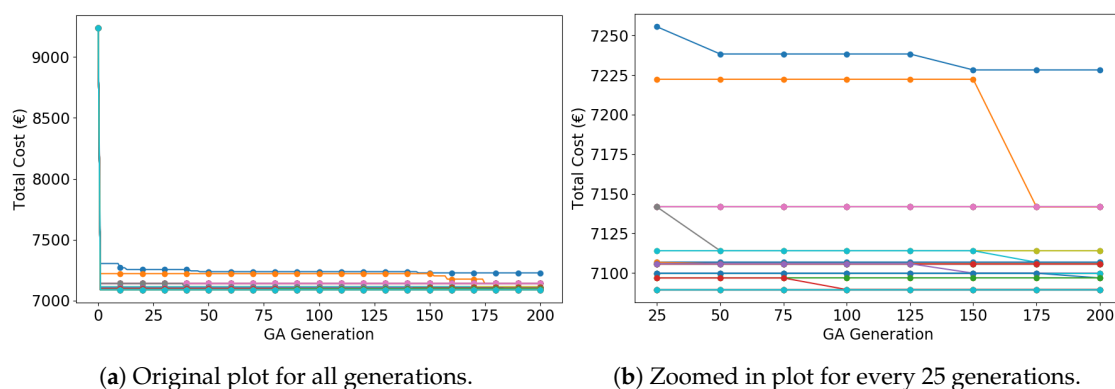 9000
8500
8000
7500
7000
Total Cost (€)
0 25 50 75 100 125 150 175 200
GA Generation
(a) Original plot for all generations.
7250
7225
7200
7175
7150
7125
7100
Total Cost (€)
25 50 75 100 125 150 175 200
GA Generation
(b) Zoomed in plot for every 25 generations.